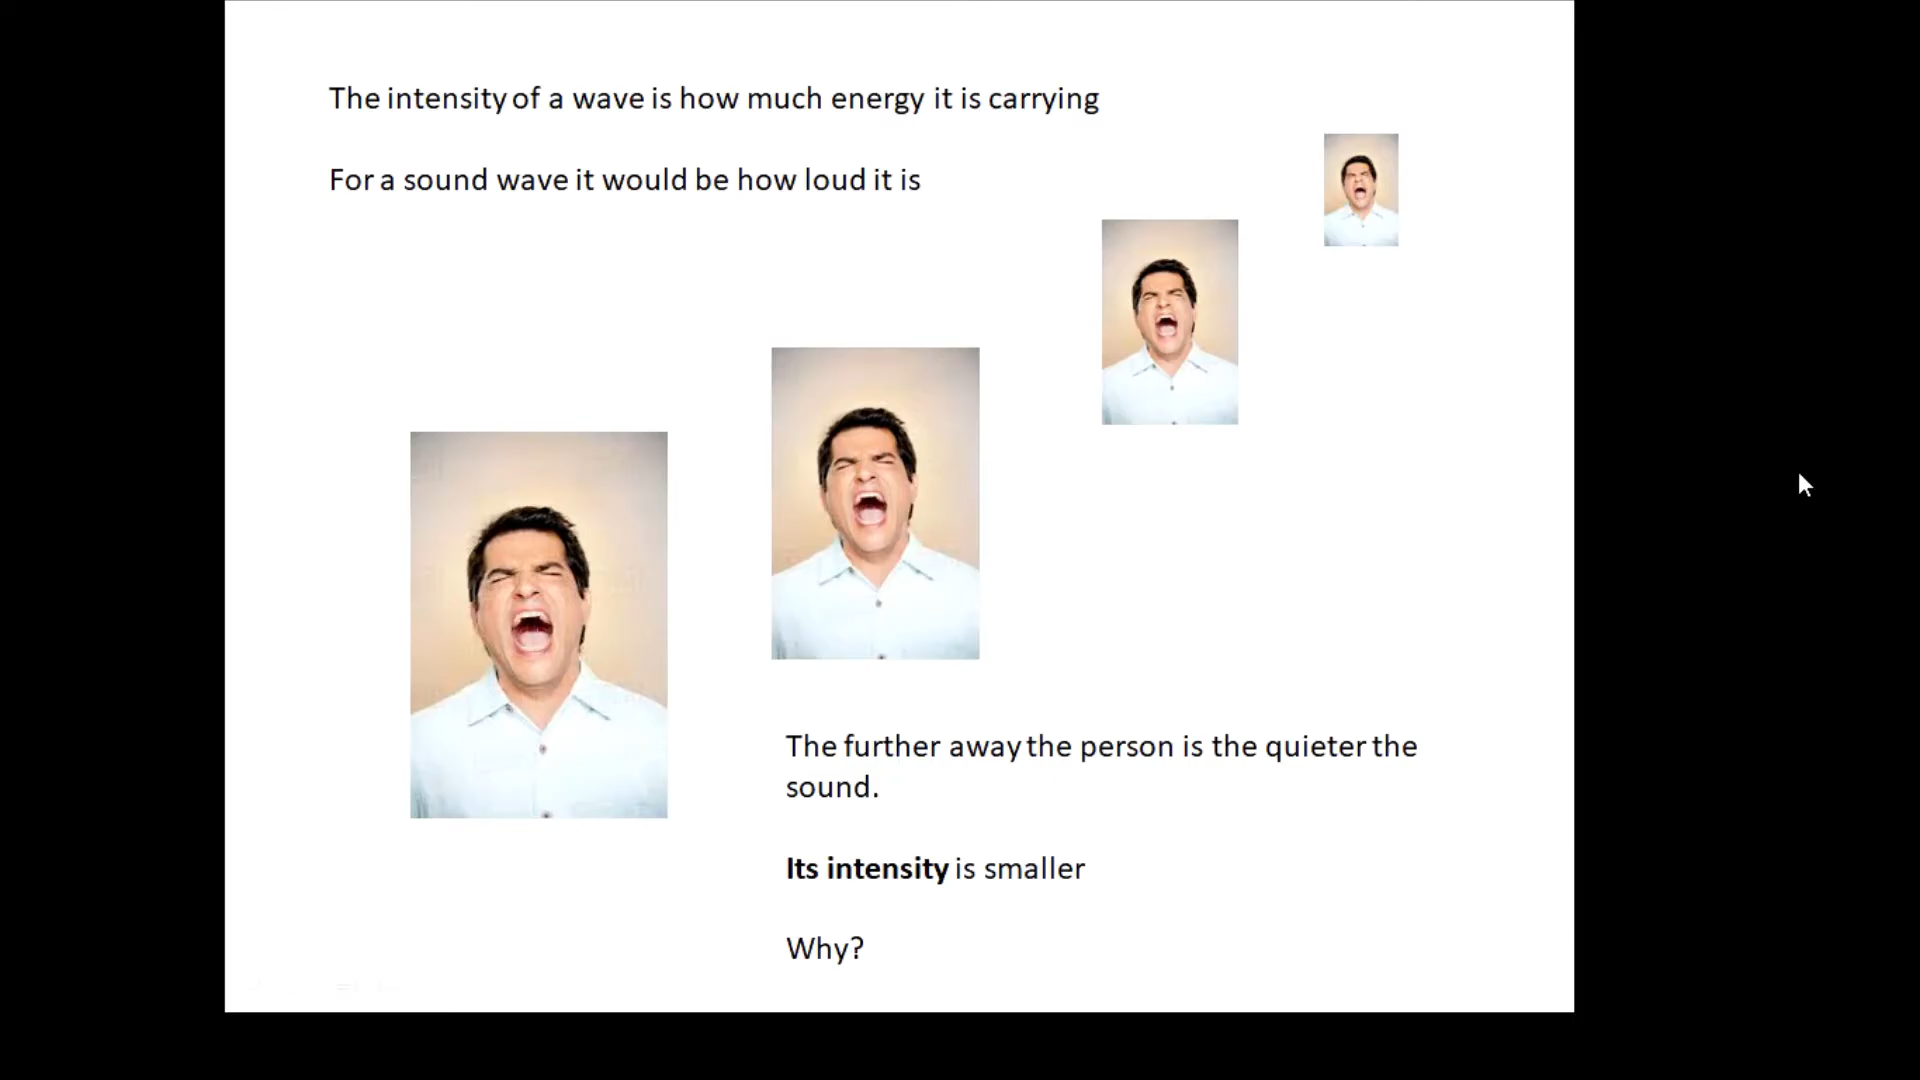 The intensity of a wave is how much energy it is carrying
For a sound wave it would be how loud it is
The further away the person is the quieter the
sound.
Its intensity is smaller
Why?